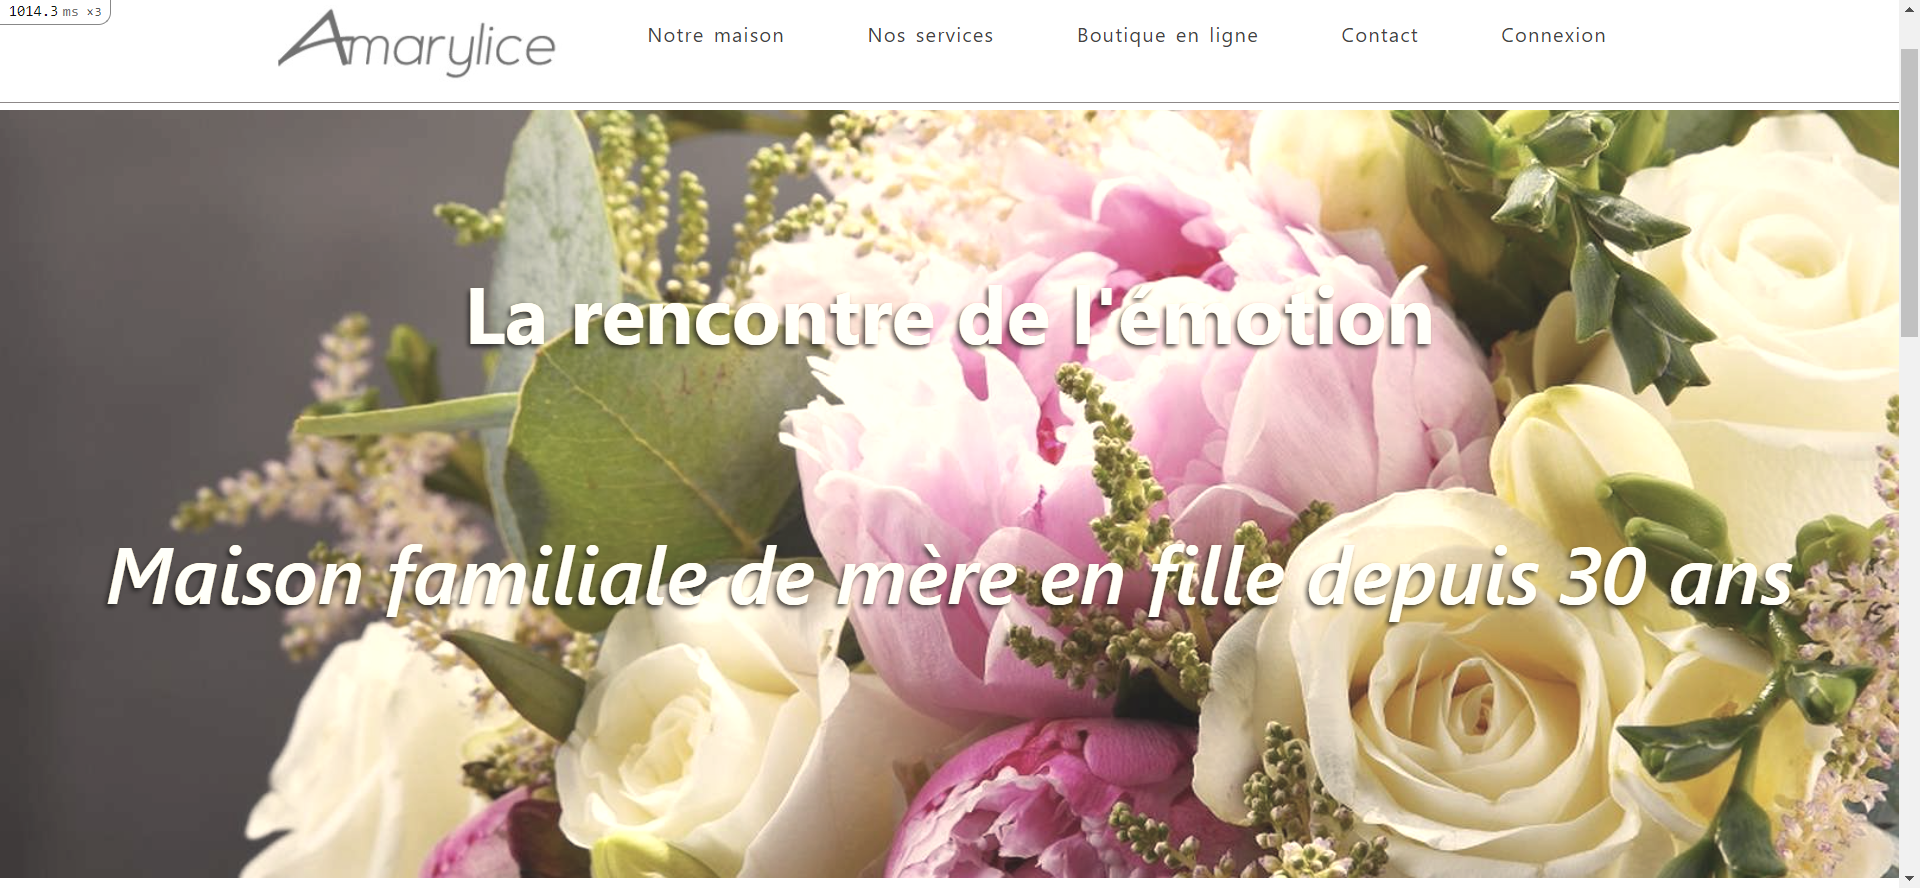 1014.3 ms ×3
Amarylice
Notre maison
Nos services
Boutique en ligne
Contact
Connexion
La rencontre de l'émotion
Maison familiale de mère en fille depuis 30 ans